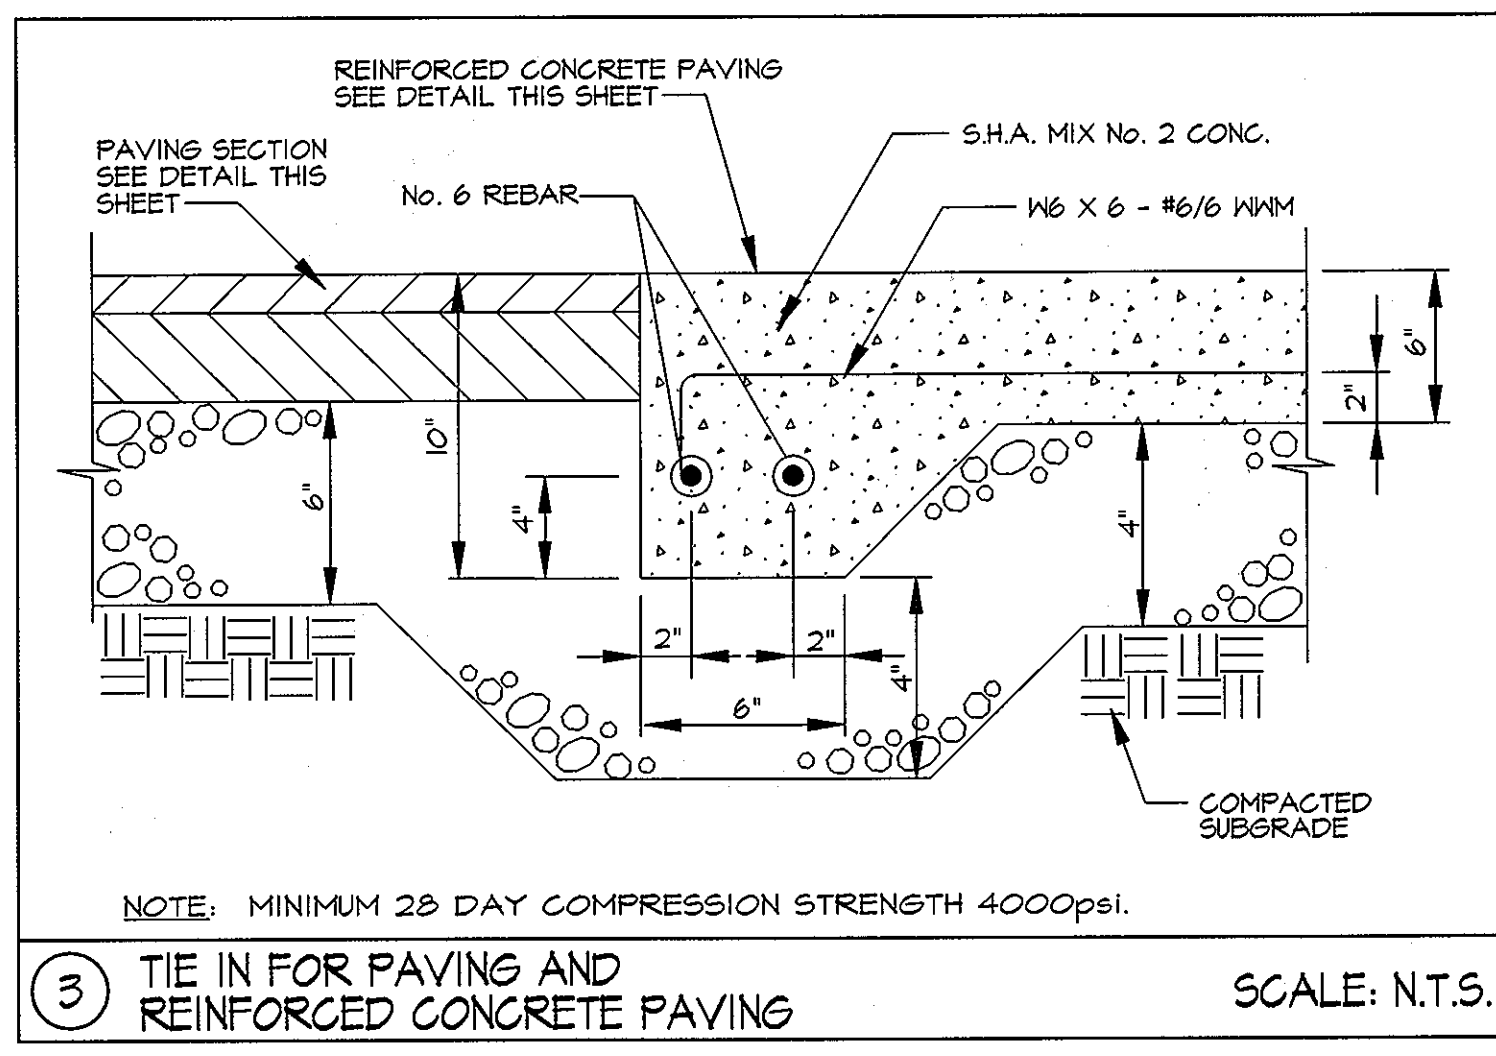 REINFORCED CONCRETE PAVING
SEE DETAIL THIS SHEET
S.H.A. MIX No. 2 CONC.
PAVING SECTION
SEE DETAIL THIS
SHEET
No. 6 REBAR
W6 X 6 - #6/6 WWM
6"
2"
10"
6"
4"
4"
2"
2"
4"
6"
COMPACTED
SUBGRADE
NOTE: MINIMUM 28 DAY COMPRESSION STRENGTH 4000psi.
3
TIE IN FOR PAVING AND
REINFORCED CONCRETE PAVING
SCALE: N.T.S.